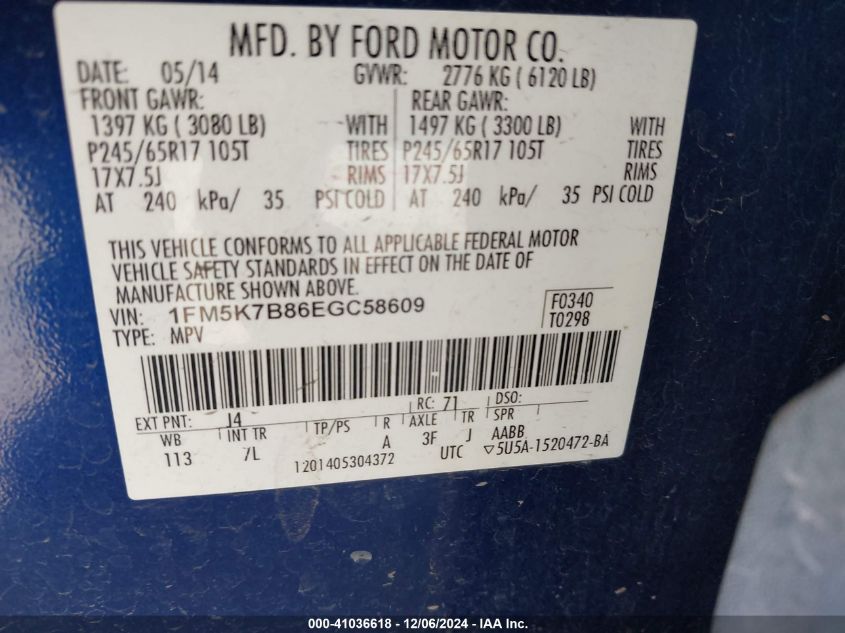 MFD. BY FORD MOTOR CO.
DATE: 05/14 GVWR: 2776 KG ( 6120 LB)
FRONT GAWR: REAR GAWR:
1397 KG ( 3080 LB) WITH 1497 KG ( 3300 LB) WITH
P245/65R17 105T TIRES P245/65R17 105T TIRES
17X7.5J RIMS 17X7.5J RIMS
AT 240 kPa/ 35 PSI COLD AT 240 kPa/ 35 PSI COLD
THIS VEHICLE CONFORMS TO ALL APPLICABLE FEDERAL MOTOR
VEHICLE SAFETY STANDARDS IN EFFECT ON THE DATE OF
MANUFACTURE SHOWN ABOVE.
VIN: 1FM5K7B86EGC58609 F0340
TYPE: MPV T0298
EXT PNT: J4 RC: 71 DSO:
WB INT TR TP/PS R AXLE TR SPR
113 7L A 3F J AABB
1201405304372 UTC ▽5U5A-1520472-BA
000-41036618 - 12/06/2024 - IAA Inc.